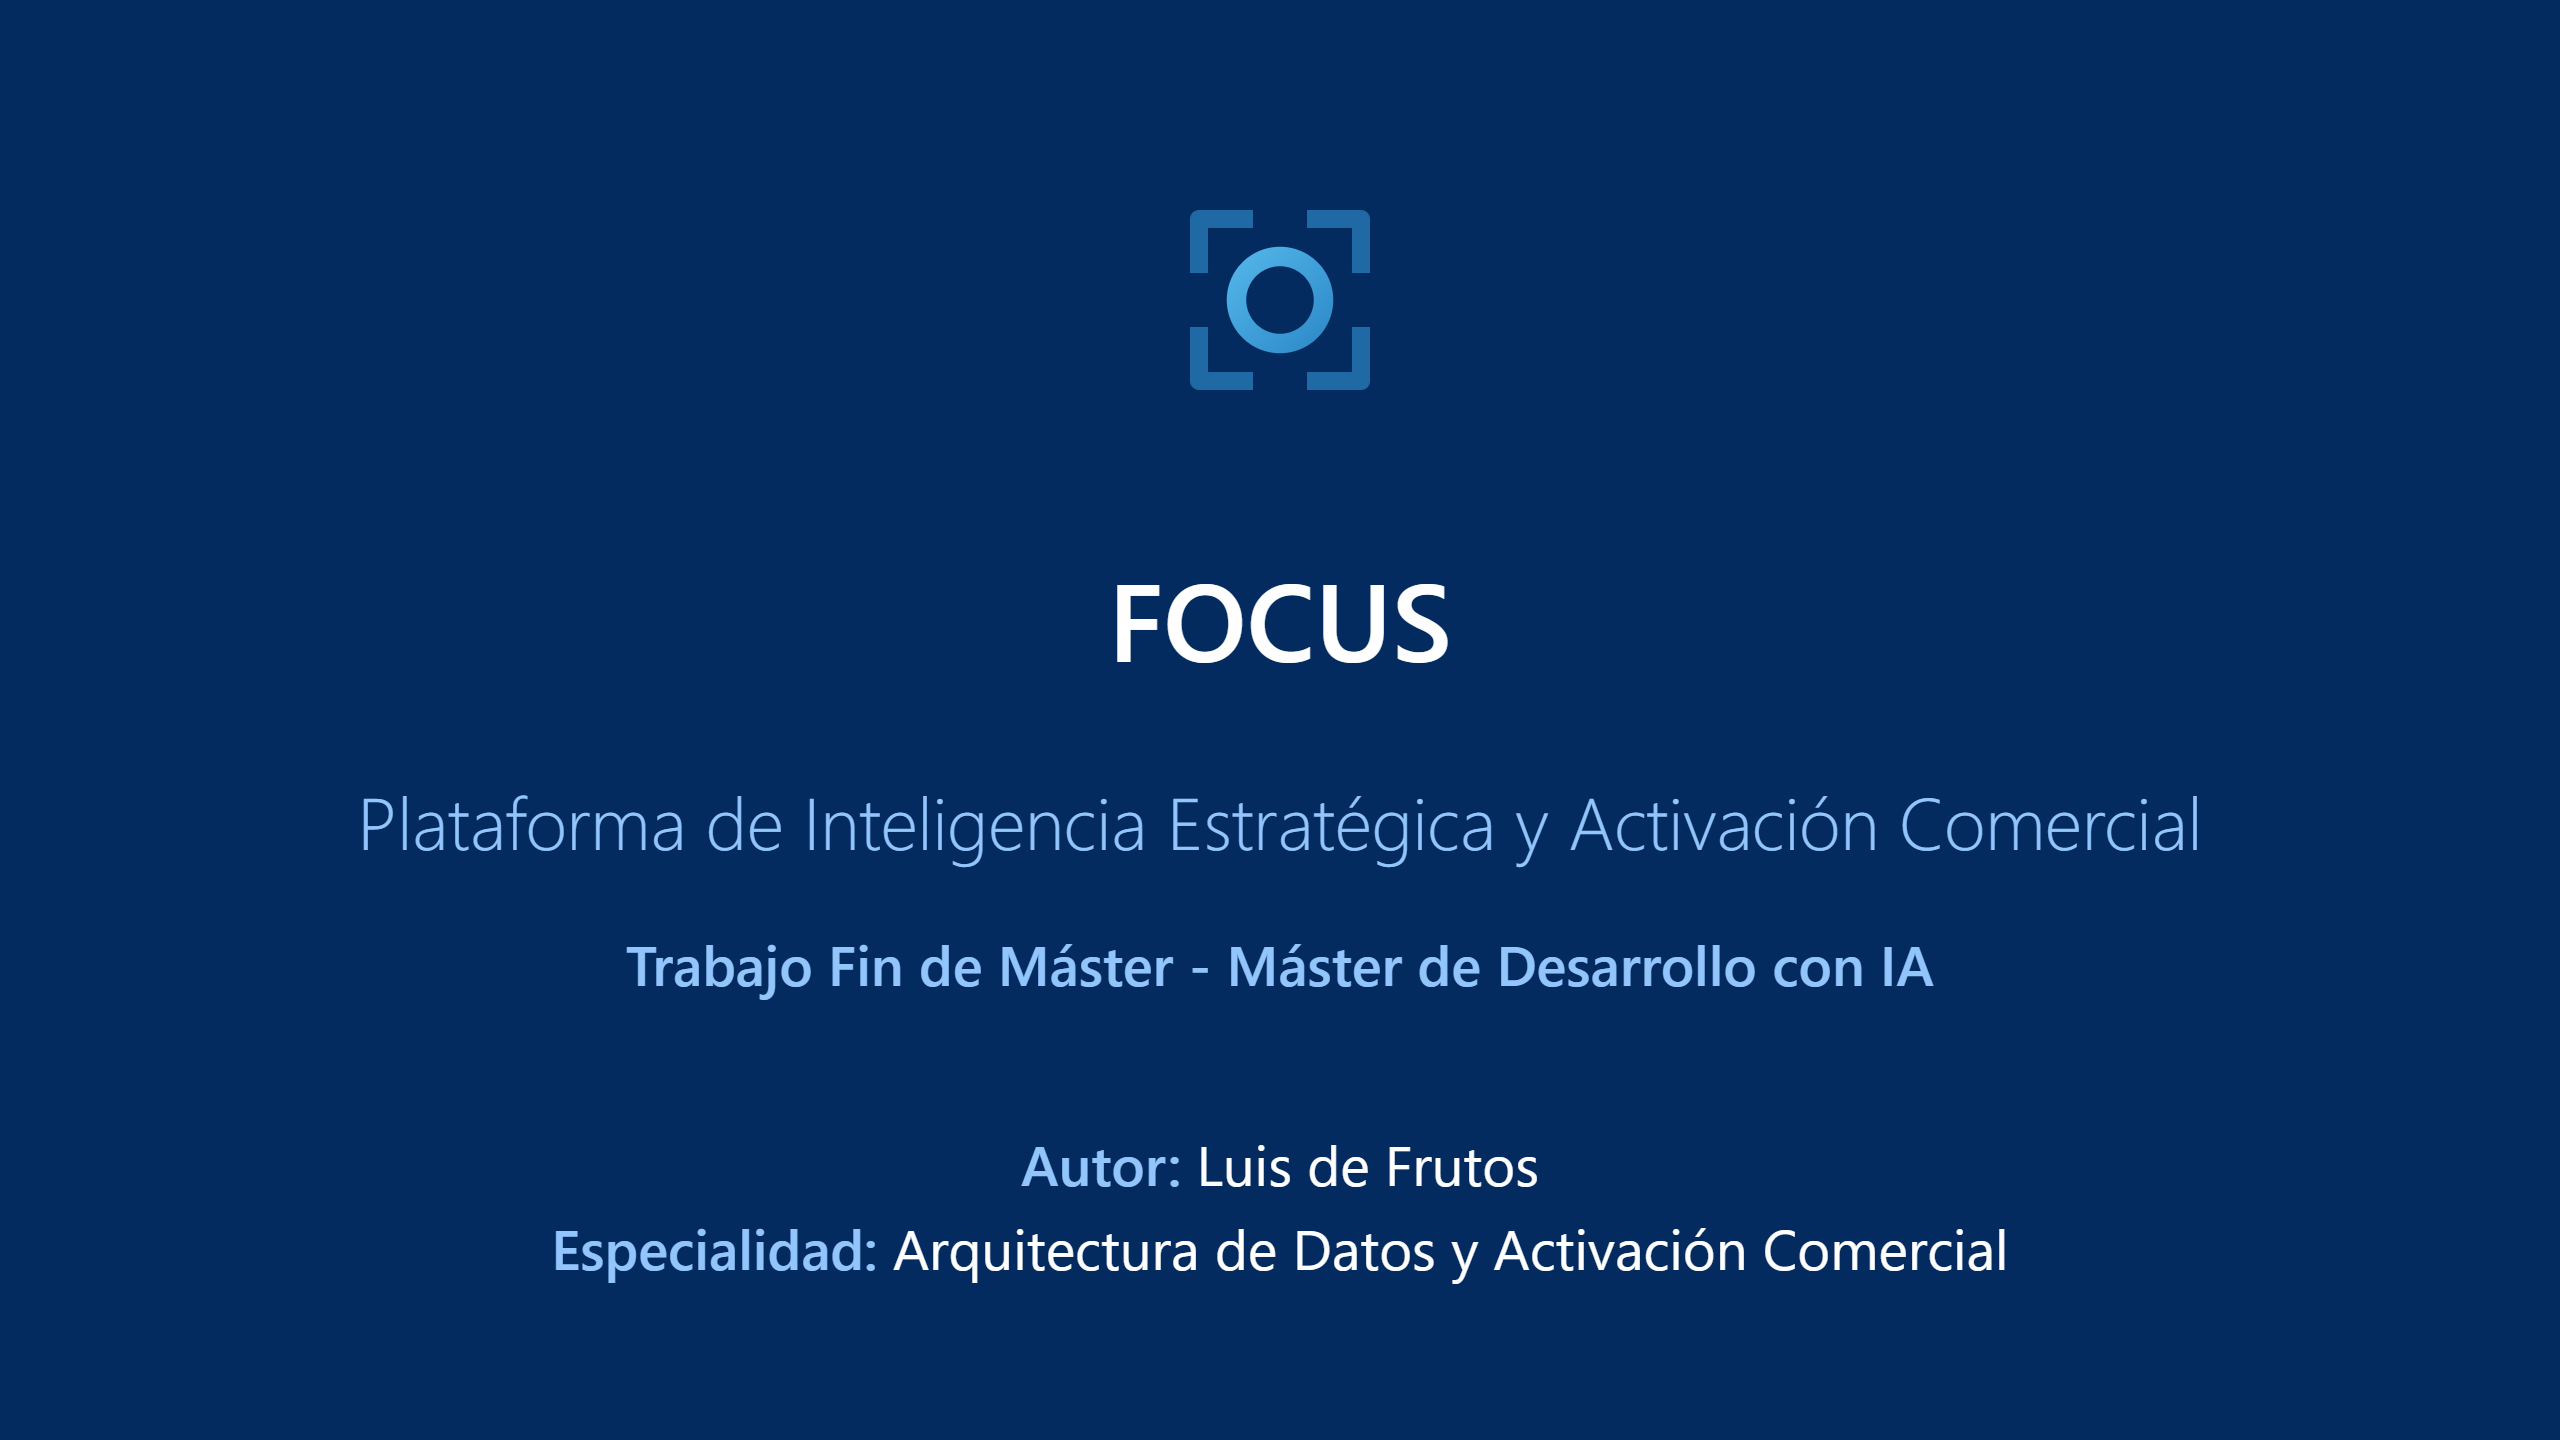 FOCUS
Plataforma de Inteligencia Estratégica y Activación Comercial
Trabajo Fin de Máster - Máster de Desarrollo con IA
Autor: Luis de Frutos
Especialidad: Arquitectura de Datos y Activación Comercial